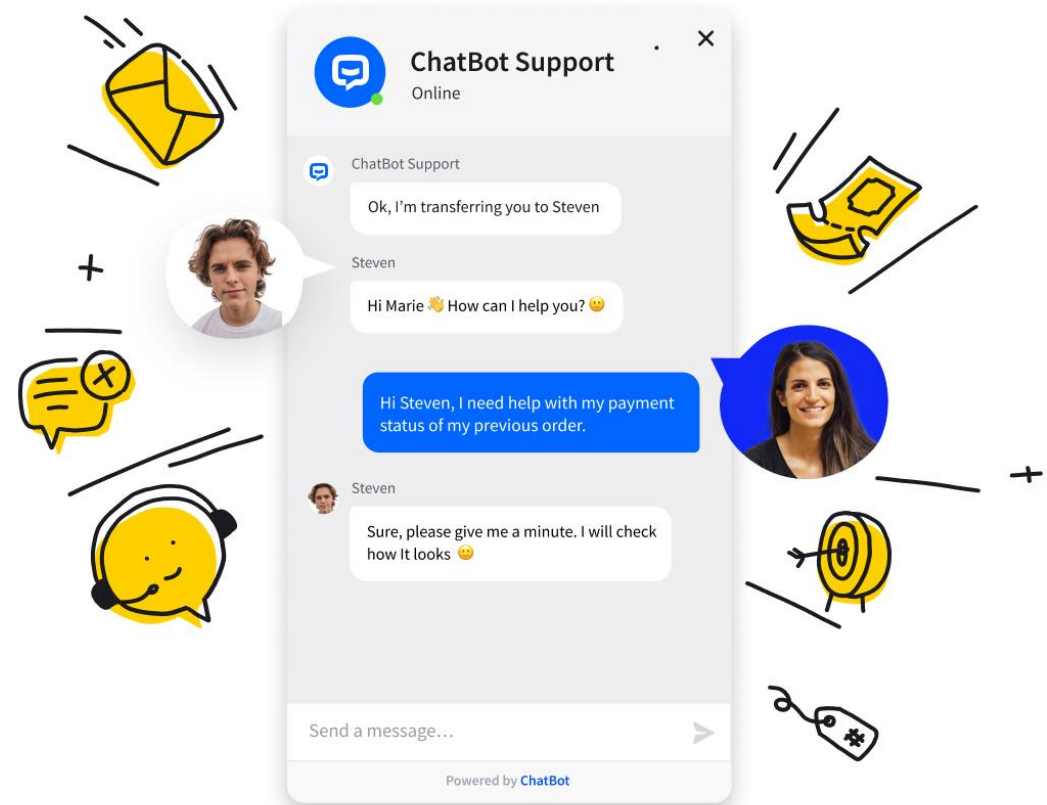 ChatBot Support
Online
ChatBot Support
Ok, I’m transferring you to Steven
Steven
Hi Marie 👋 How can I help you? 🙂
Hi Steven, I need help with my payment
status of my previous order.
Steven
Sure, please give me a minute. I will check
how It looks 🙂
Send a message...
Powered by ChatBot
#